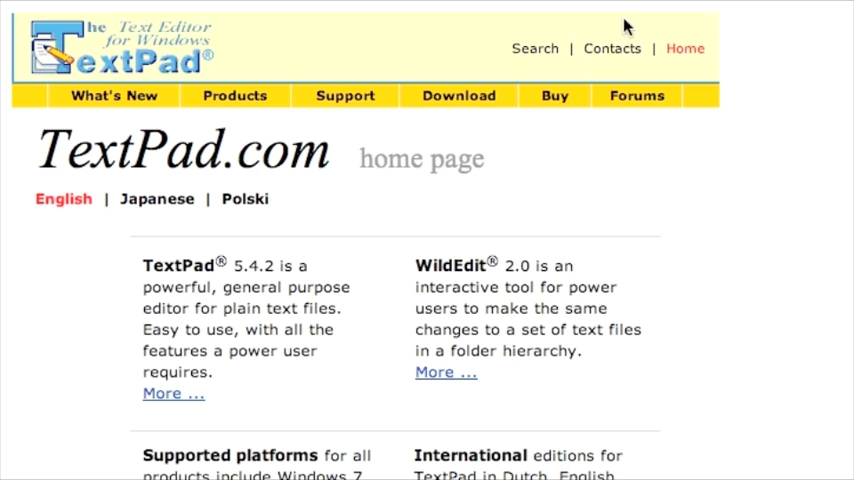 The Text Editor
for Windows
TextPad®
Search | Contacts | Home
What's New Products Support Download Buy Forums
TextPad.com home page
English | Japanese | Polski
TextPad® 5.4.2 is a
powerful, general purpose
editor for plain text files.
Easy to use, with all the
features a power user
requires.
More ...
WildEdit® 2.0 is an
interactive tool for power
users to make the same
changes to a set of text files
in a folder hierarchy.
More ...
Supported platforms for all
products include Windows 7
International editions for
TextPad in Dutch, English